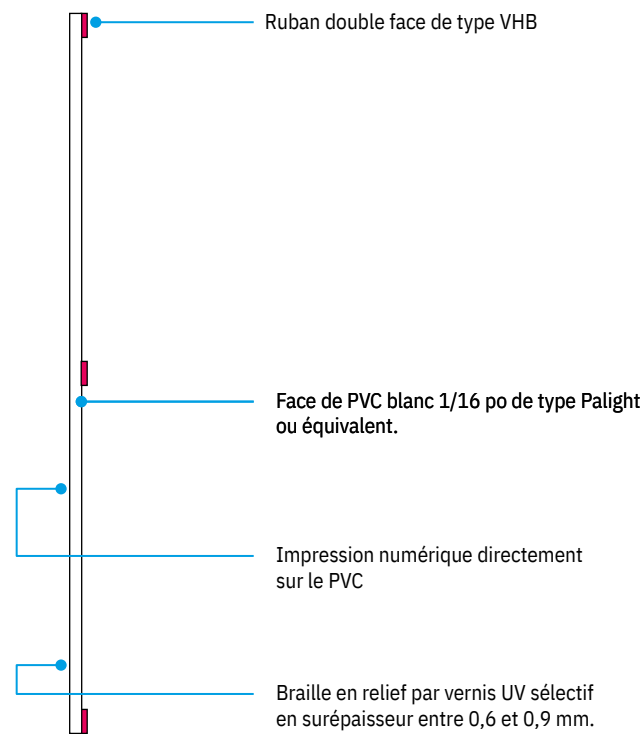 Ruban double face de type VHB
Face de PVC blanc 1/16 po de type Palight
ou équivalent.
Impression numérique directement
sur le PVC
Braille en relief par vernis UV sélectif
en surépaisseur entre 0,6 et 0,9 mm.